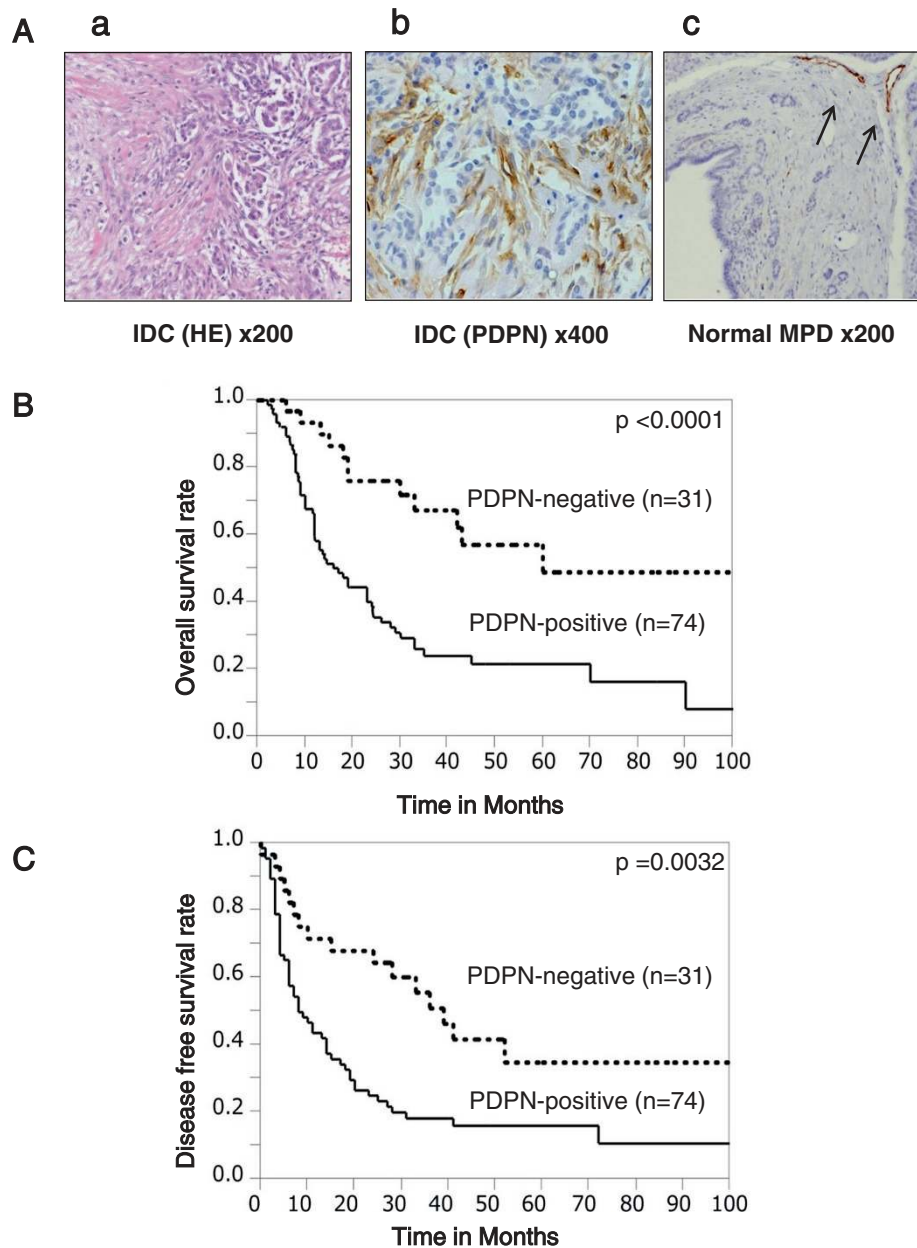 A
a
b
c
IDC (HE) x200
IDC (PDPN) x400
Normal MPD x200
B
Overall survival rate
1.0
0.8
0.6
0.4
0.2
0.0
p <0.0001
PDPN-negative (n=31)
PDPN-positive (n=74)
0 10 20 30 40 50 60 70 80 90 100
Time in Months
C
Disease free survival rate
1.0
0.8
0.6
0.4
0.2
0.0
p =0.0032
PDPN-negative (n=31)
PDPN-positive (n=74)
0 10 20 30 40 50 60 70 80 90 100
Time in Months